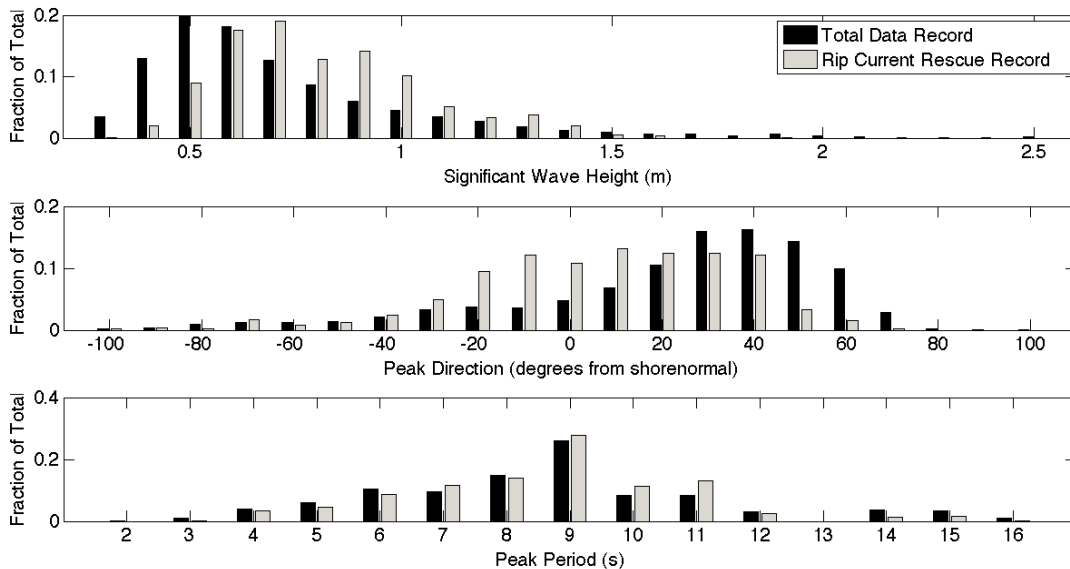 Fraction of Total
0.2
0.1
0
Total Data Record
Rip Current Rescue Record
0.5 1 1.5 2 2.5
Significant Wave Height (m)
Fraction of Total
0.2
0.1
0
-100 -80 -60 -40 -20 0 20 40 60 80 100
Peak Direction (degrees from shorenormal)
Fraction of Total
0.4
0.2
0
2 3 4 5 6 7 8 9 10 11 12 13 14 15 16
Peak Period (s)